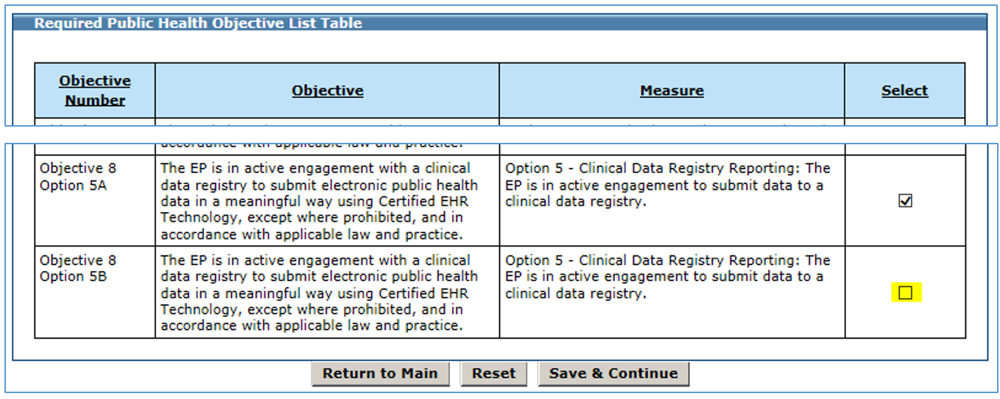 Required Public Health Objective List Table
Objective
Number
Objective
Measure
Select
accordance with applicable law and practice.
Objective 8
Option 5A
The EP is in active engagement with a clinical
data registry to submit electronic public health
data in a meaningful way using Certified EHR
Technology, except where prohibited, and in
accordance with applicable law and practice.
Option 5 - Clinical Data Registry Reporting: The
EP is in active engagement to submit data to a
clinical data registry.
Objective 8
Option 5B
The EP is in active engagement with a clinical
data registry to submit electronic public health
data in a meaningful way using Certified EHR
Technology, except where prohibited, and in
accordance with applicable law and practice.
Option 5 - Clinical Data Registry Reporting: The
EP is in active engagement to submit data to a
clinical data registry.
Return to Main
Reset
Save & Continue